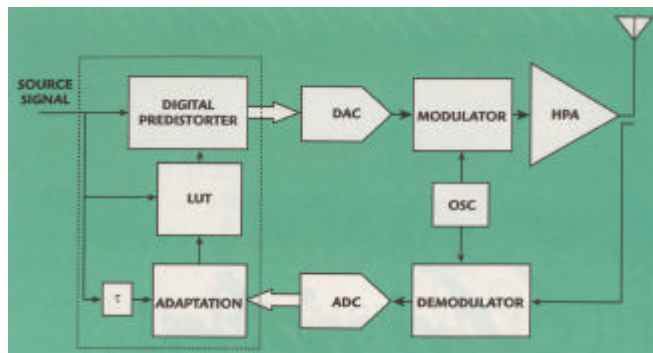 SOURCE
SIGNAL
DIGITAL
PREDISTORTER
DAC
MODULATOR
HPA
LUT
OSC
τ
ADAPTATION
ADC
DEMODULATOR